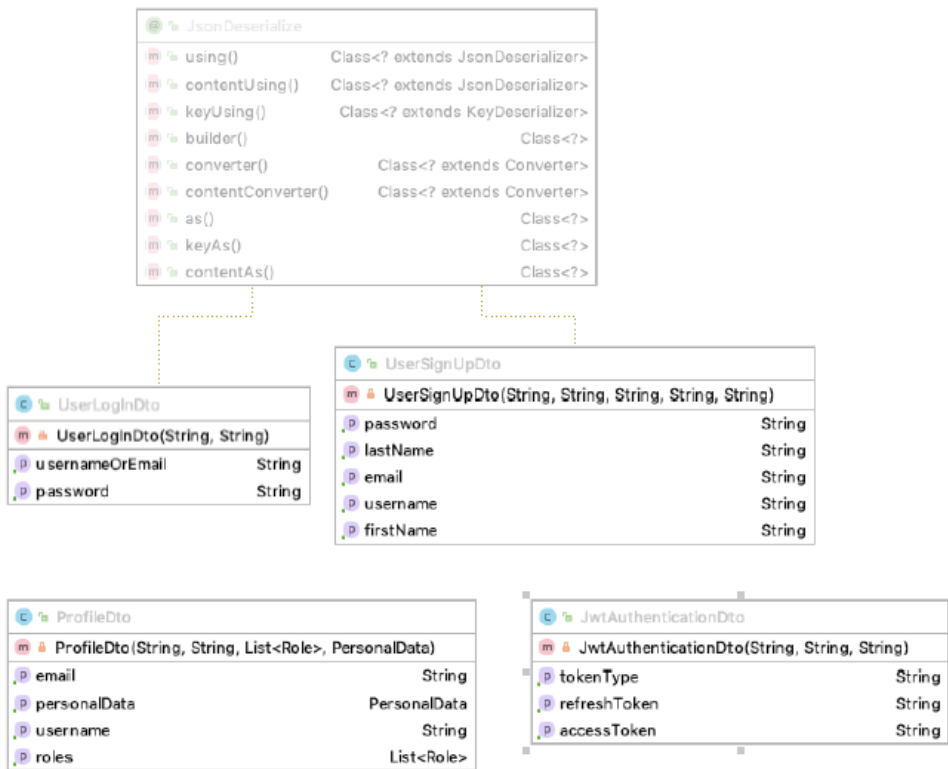 JsonDeserialize
using() Class<? extends JsonDeserializer>
contentUsing() Class<? extends JsonDeserializer>
keyUsing() Class<? extends KeyDeserializer>
builder() Class<?>
converter() Class<? extends Converter>
contentConverter() Class<? extends Converter>
as() Class<?>
keyAs() Class<?>
contentAs() Class<?>
UserSignUpDto
UserSignUpDto(String, String, String, String, String)
password String
lastName String
email String
username String
firstName String
UserLogInDto
UserLogInDto(String, String)
usernameOrEmail String
password String
ProfileDto
ProfileDto(String, String, List<Role>, PersonalData)
email String
personalData PersonalData
username String
roles List<Role>
JwtAuthenticationDto
JwtAuthenticationDto(String, String, String)
tokenType String
refreshToken String
accessToken String